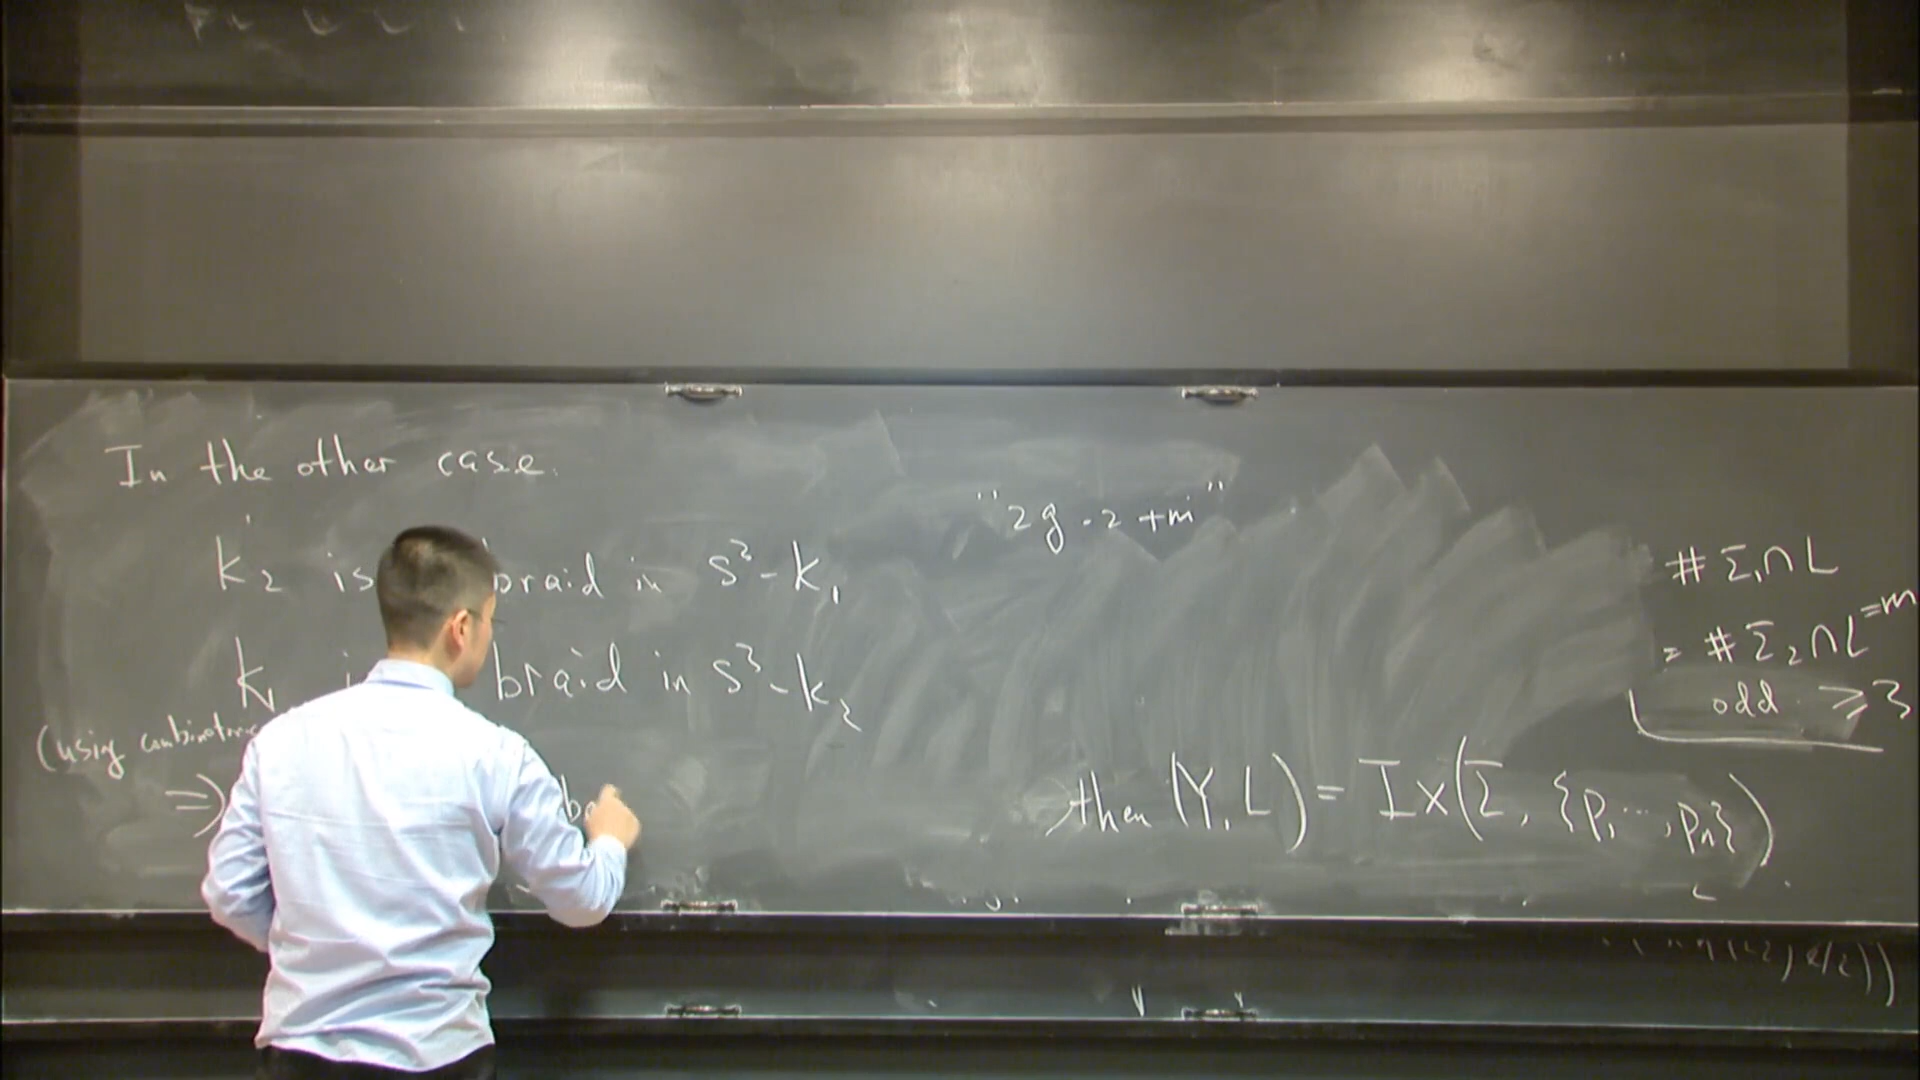 In the other case.
k₂ is braid in S³-k₁
k₁ braid in S³-k₂
(using
⇒)
"2g-2+m"
# Σ₁∩L
= # Σ₂∩L = m
odd ⩾ 3
then (Y, L) = I×(Σ, {p₁, ..., pₙ})